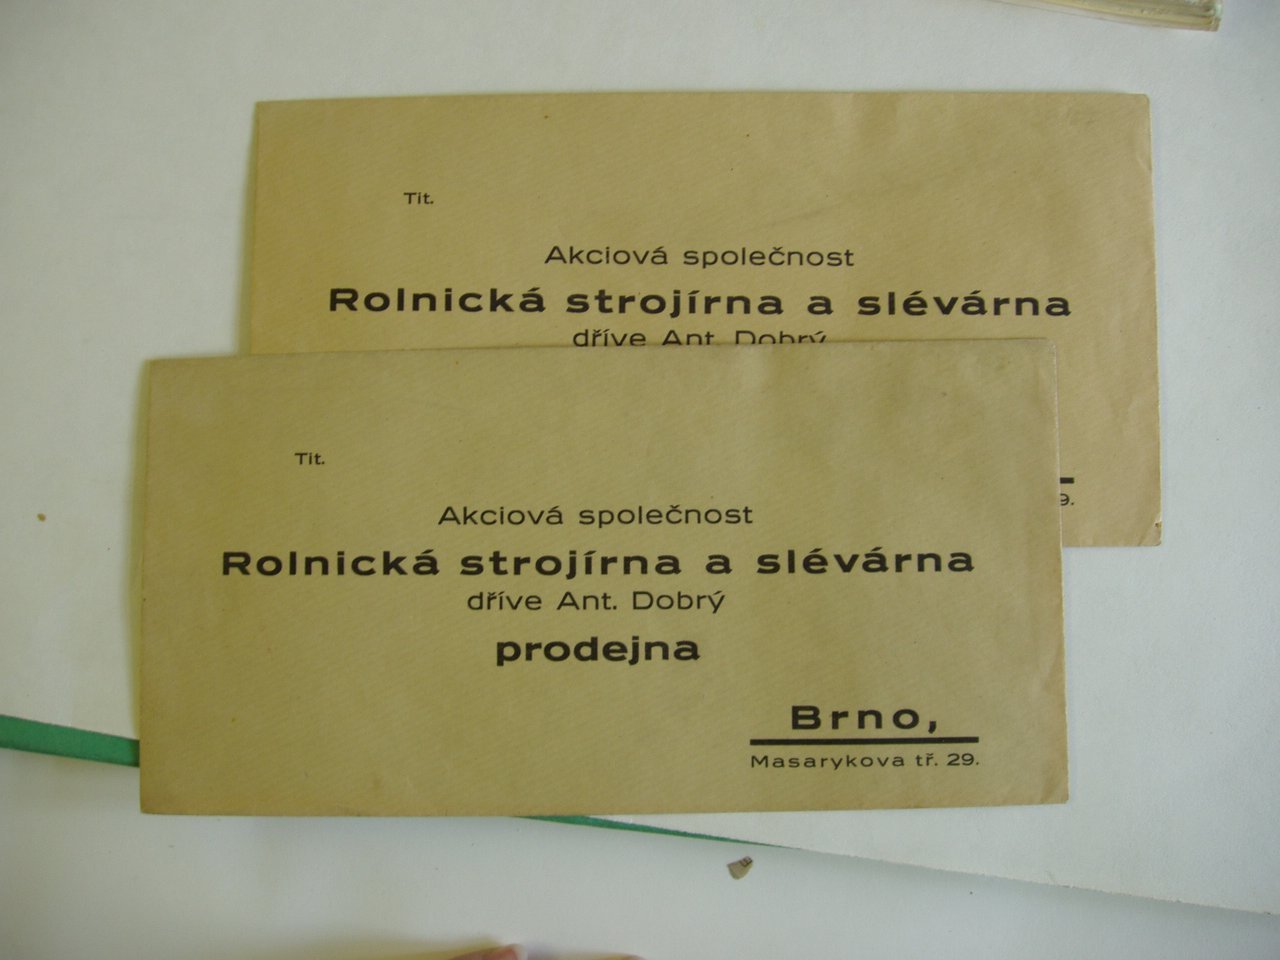 Tit.
Akciová společnost
Rolnická strojírna a slévárna
dříve Ant. Dobrý
9.
Tit.
Akciová společnost
Rolnická strojírna a slévárna
dříve Ant. Dobrý
prodejna
Brno,
Masarykova tř. 29.